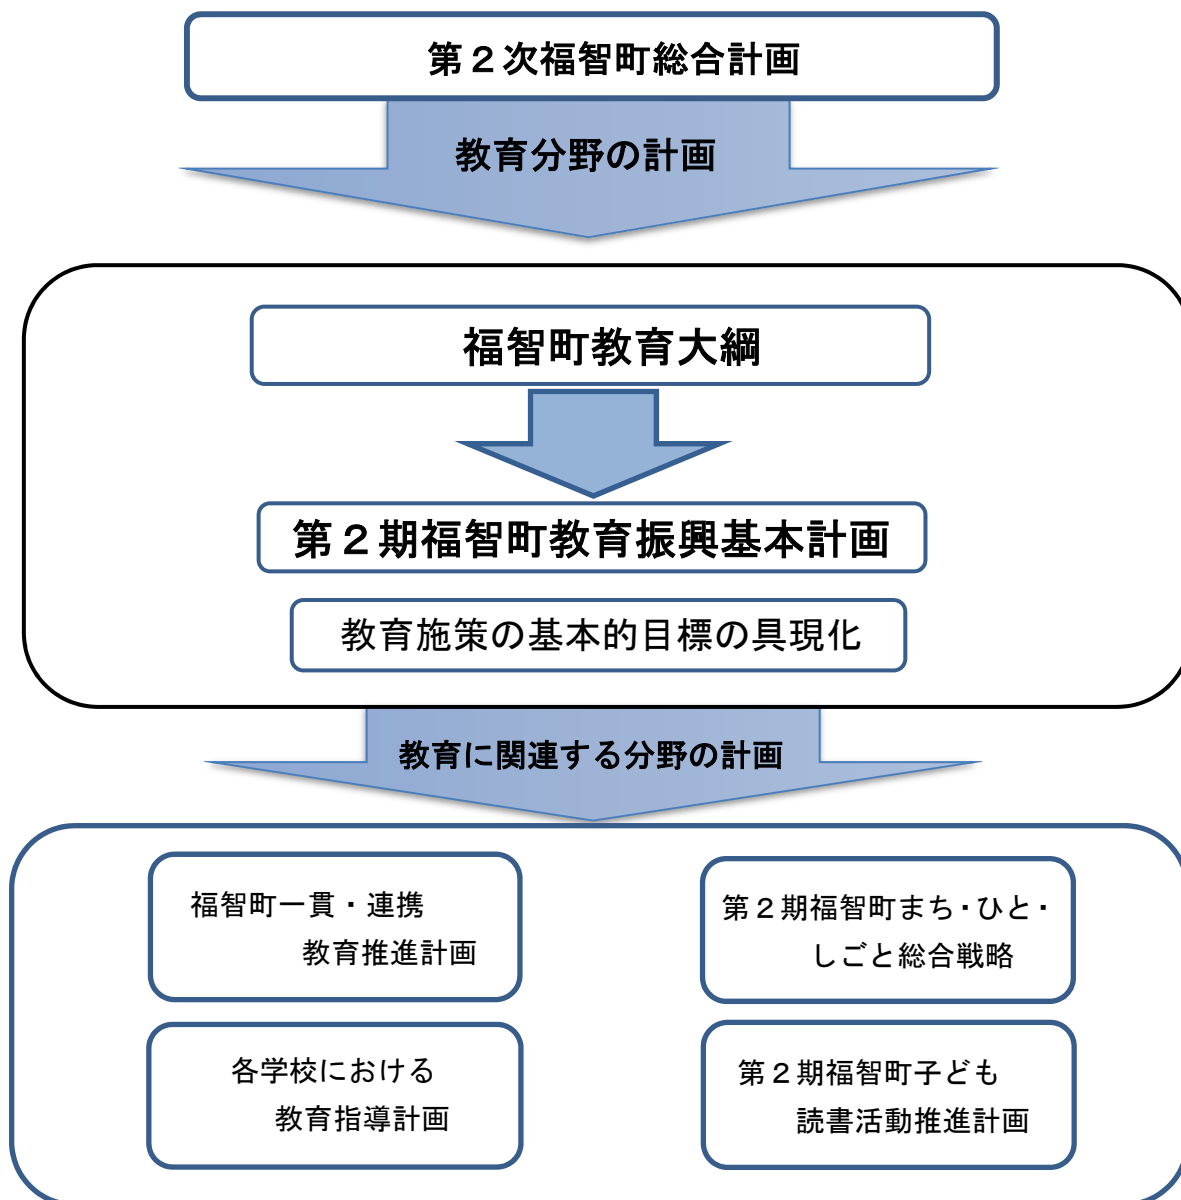 第２次福智町総合計画
教育分野の計画
福智町教育大綱
第２期福智町教育振興基本計画
教育施策の基本的目標の具現化
教育に関連する分野の計画
福智町一貫・連携
教育推進計画
第２期福智町まち・ひと・
しごと総合戦略
各学校における
教育指導計画
第２期福智町子ども
読書活動推進計画